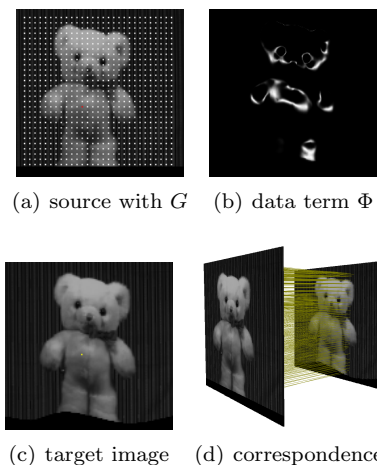 (a) source with G
(b) data term Φ
(c) target image
(d) correspondence